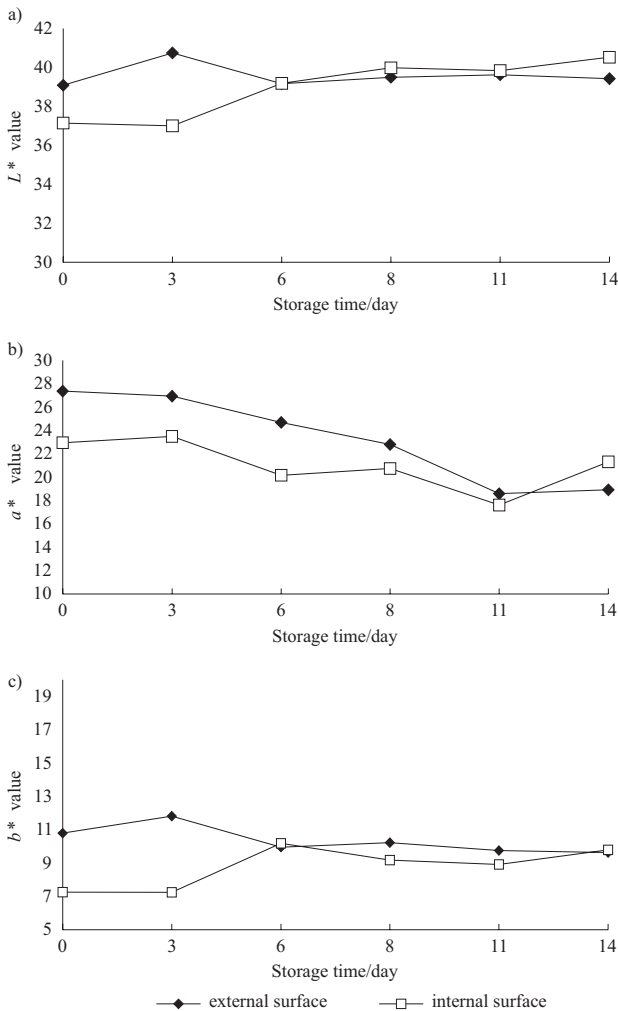 a)
42
40
38
36
34
32
30
L* value
0 3 6 8 11 14
Storage time/day
b)
30
28
26
24
22
20
18
16
14
12
10
a* value
0 3 6 8 11 14
Storage time/day
c)
19
17
15
13
11
9
7
5
b* value
0 3 6 8 11 14
Storage time/day
external surface internal surface